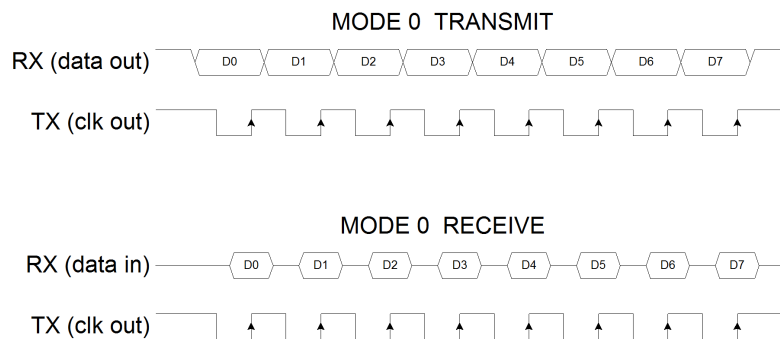 MODE 0 TRANSMIT
RX (data out) D0 D1 D2 D3 D4 D5 D6 D7
TX (clk out)
MODE 0 RECEIVE
RX (data in) D0 D1 D2 D3 D4 D5 D6 D7
TX (clk out)